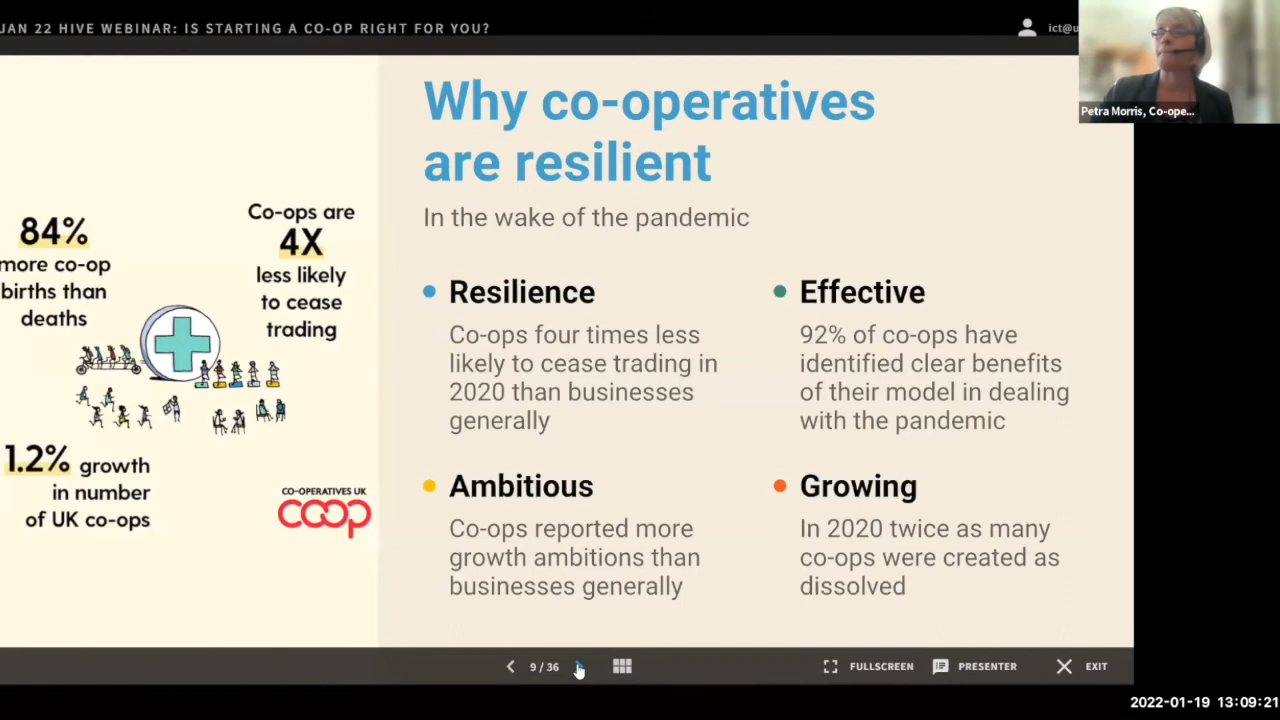 JAN 22 HIVE WEBINAR: IS STARTING A CO-OP RIGHT FOR YOU?
ict@u
Petra Morris, Co-ope...
Why co-operatives
are resilient
In the wake of the pandemic
84%
more co-op
births than
deaths
Co-ops are
4X
less likely
to cease
trading
1.2% growth
in number
of UK co-ops
CO-OPERATIVES UK
coop
Resilience
Co-ops four times less
likely to cease trading in
2020 than businesses
generally
Effective
92% of co-ops have
identified clear benefits
of their model in dealing
with the pandemic
Ambitious
Co-ops reported more
growth ambitions than
businesses generally
Growing
In 2020 twice as many
co-ops were created as
dissolved
9 / 36
FULLSCREEN
PRESENTER
EXIT
2022-01-19 13:09:21